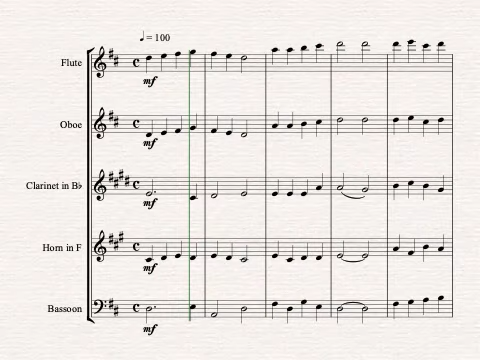 ♩ = 100
Flute
mf
Oboe
mf
Clarinet in B♭
mf
Horn in F
mf
Bassoon
mf